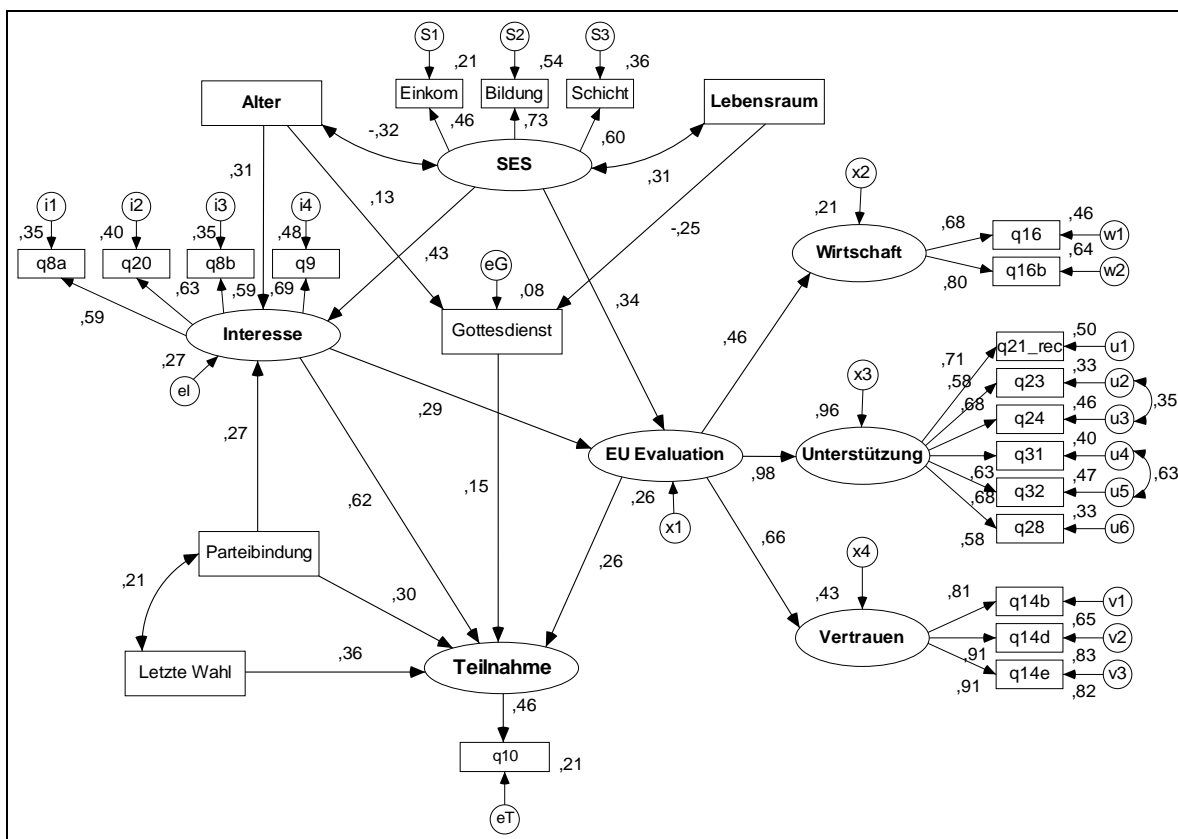 S1
S2
S3
,21
,54
,36
Alter
Einkom
Bildung
Schicht
Lebensraum
,46
,73
,60
-,32
SES
,31
,31
,13
-,25
x2
,21
i1
i2
i3
i4
,35
,40
,35
,48
q8a
q20
q8b
q9
,43
eG
,08
,34
Wirtschaft
,68
q16
,46
w1
,80
q16b
,64
w2
,63
,59
,69
,59
Interesse
Gottesdienst
,46
,27
eI
,29
x3
,96
,71
q21_rec
,50
u1
,58
q23
,33
u2
,68
q24
,46
u3
,35
EU Evaluation
,98
Unterstützung
q31
,40
u4
,63
q32
,47
u5
,63
,68
,58
q28
,33
u6
,26
x1
,27
,62
,15
,66
x4
,43
Parteibindung
,21
,30
,26
Vertrauen
,81
q14b
v1
,65
q14d
v2
,91
,83
q14e
v3
,91
,82
Letzte Wahl
,36
Teilnahme
,46
q10
,21
eT